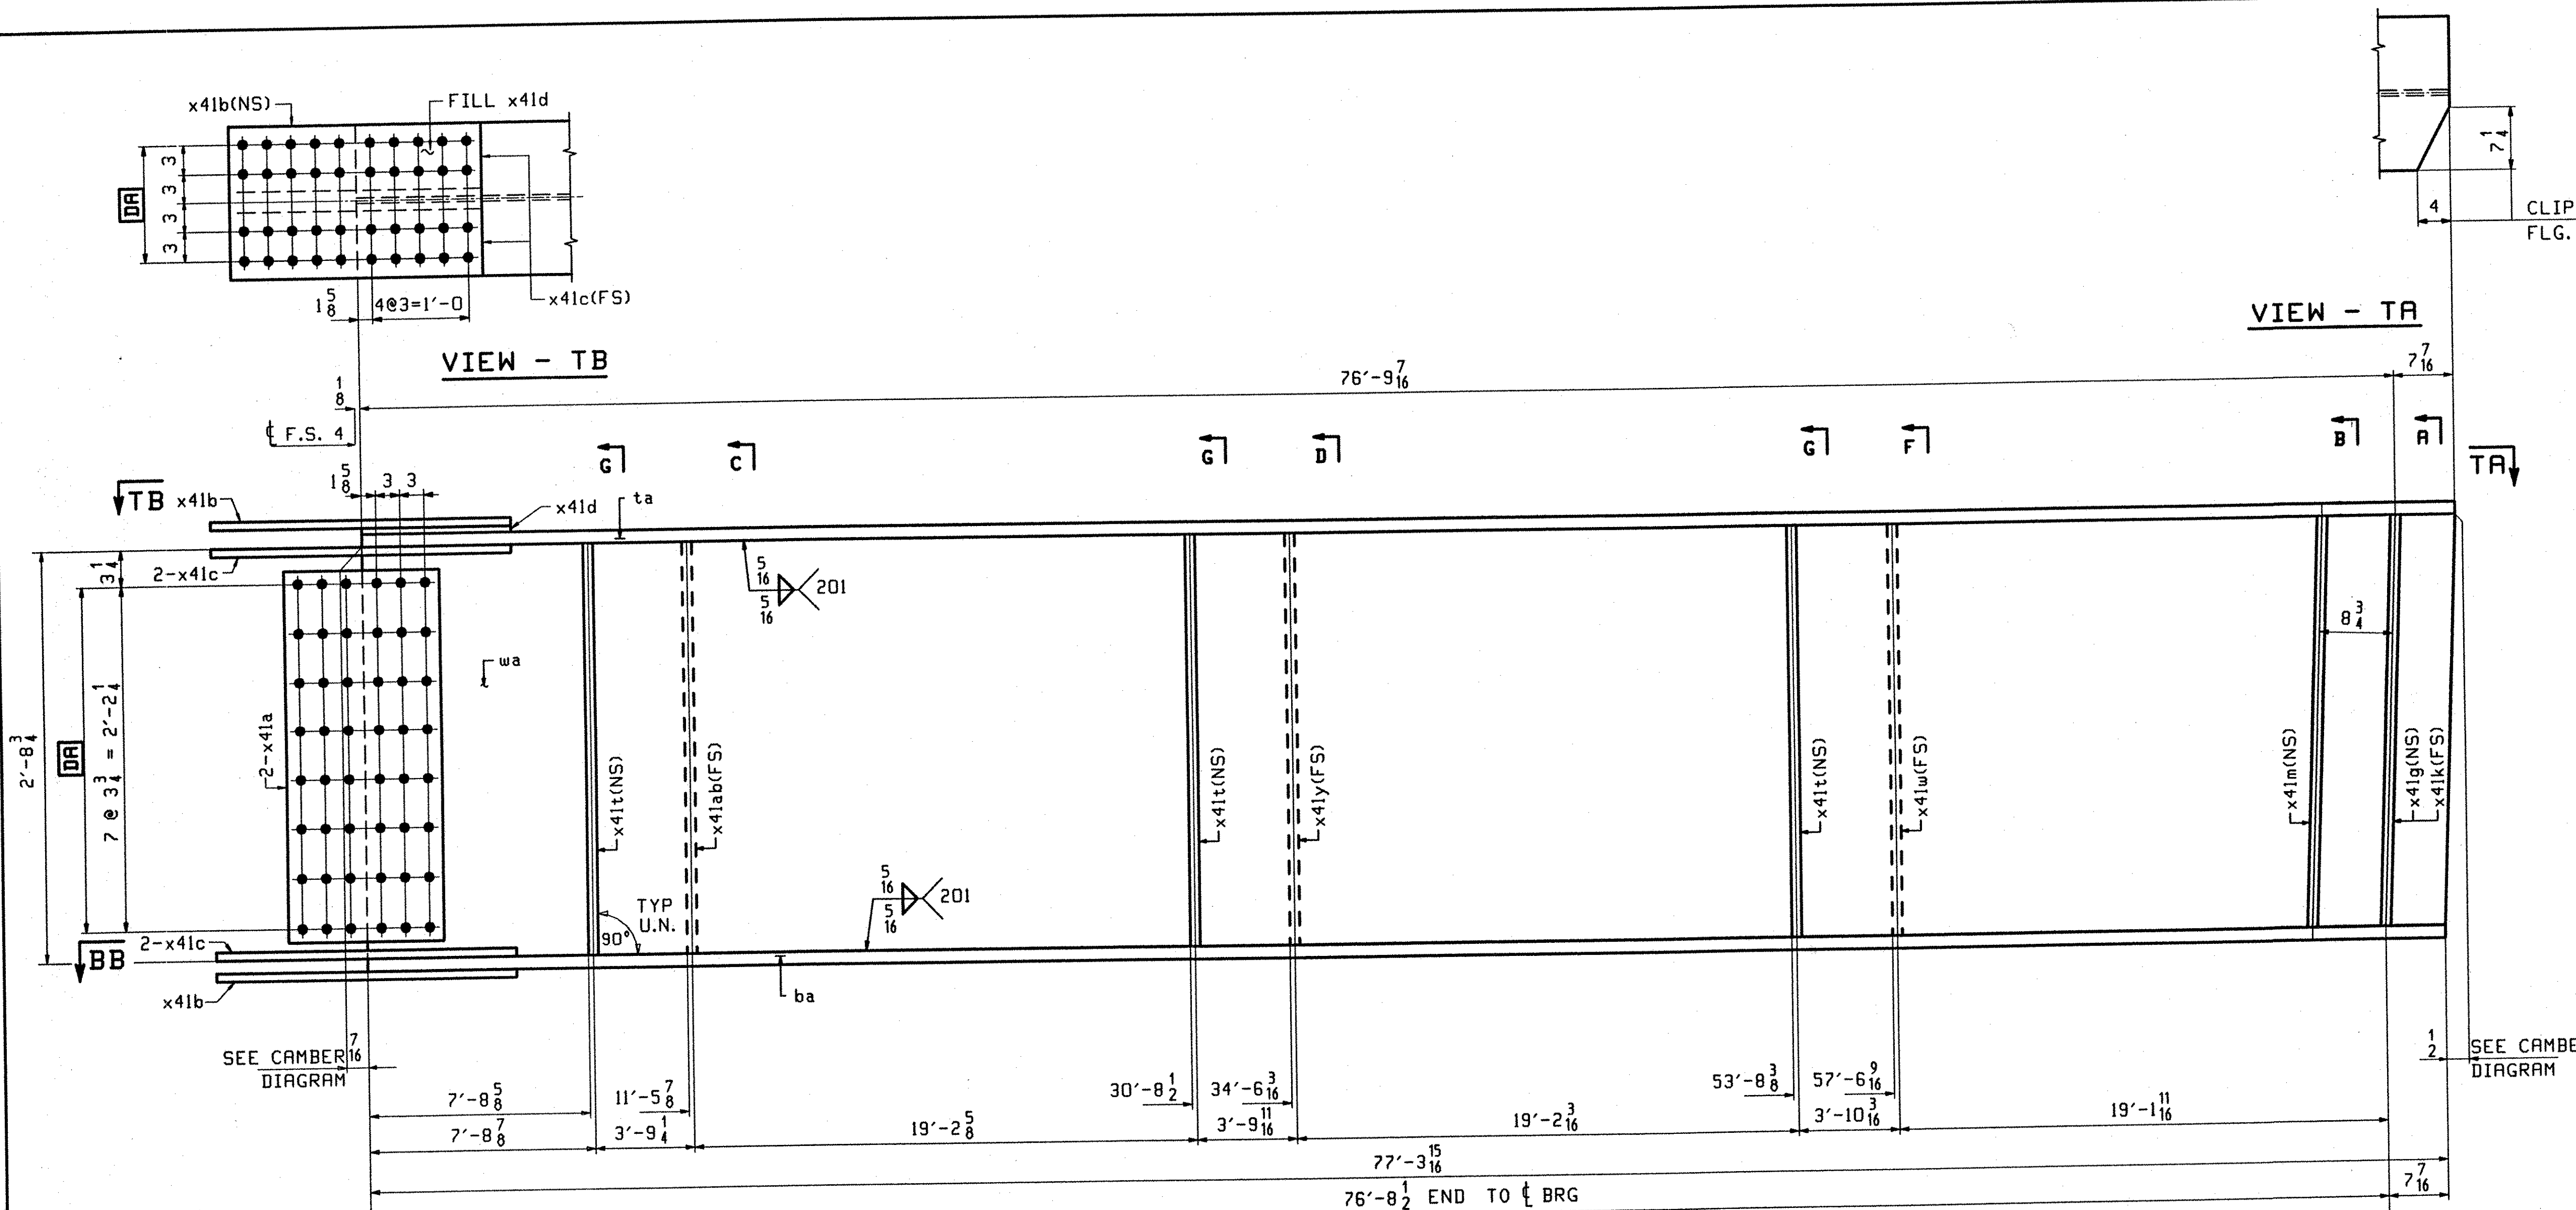 x41b(NS)
FILL x41d
DA
3
3
3
3
1 5/8
4@3=1'-0
x41c(FS)
VIEW - TB
7 1/4
4
CLIP
FLG.
VIEW - TA
76'-9 7/16
7 7/16
1/8
℄ F.S. 4
G
C
G
D
G
F
B
A
TA
TB
x41b
1 5/8
3
3
ta
x41d
2-x41c
3 1/4
5/16
5/16
201
8 3/4
wa
2'-8 3/4
DA
7 @ 3 3/4 = 2'-2 1/4
2-x41a
x41t(NS)
x41ab(FS)
x41t(NS)
x41y(FS)
x41t(NS)
x41w(FS)
x41m(NS)
x41g(NS)
x41k(FS)
TYP
U.N.
90°
5/16
5/16
201
2-x41c
BB
x41b
ba
SEE CAMBER
DIAGRAM
7/16
1/2
SEE CAMBE
DIAGRAM
7'-8 5/8
11'-5 7/8
30'-8 1/2
34'-6 3/16
53'-8 3/8
57'-6 9/16
7'-8 7/8
3'-9 1/4
19'-2 5/8
3'-9 11/16
19'-2 3/16
3'-10 3/16
19'-1 11/16
77'-3 15/16
76'-8 1/2 END TO ℄ BRG
7 7/16